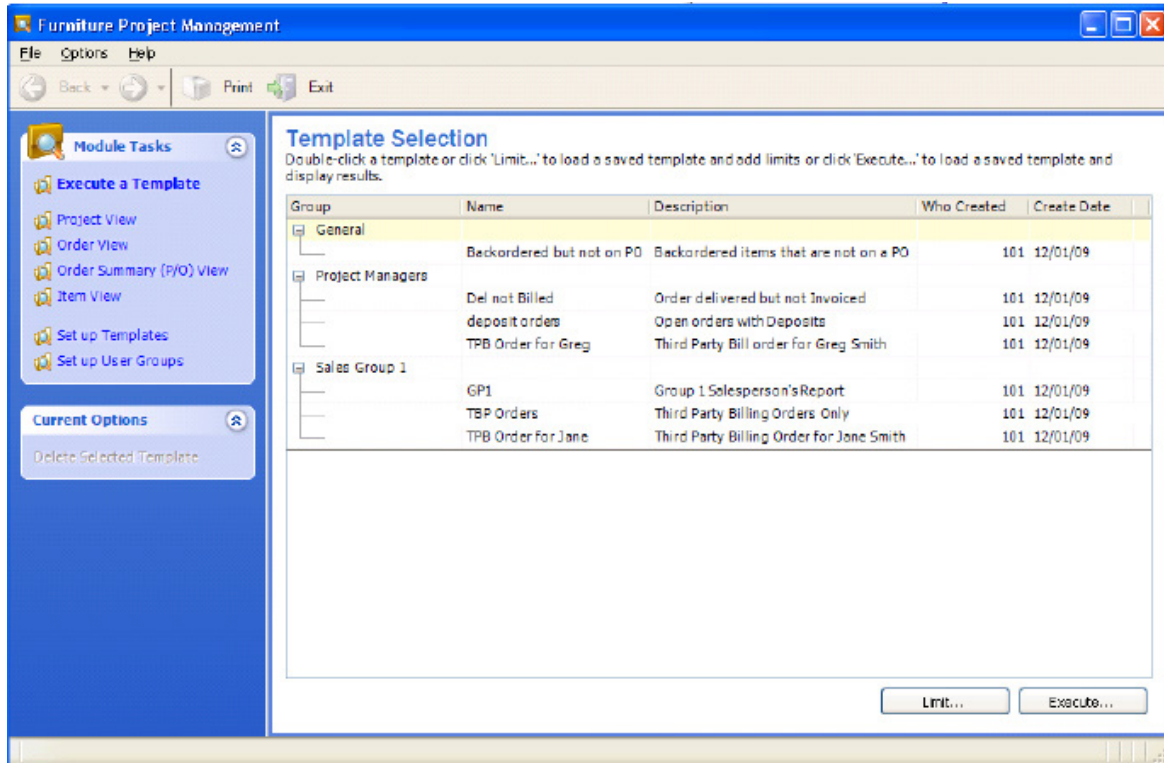 Furniture Project Management
File Options Help
Back Print Exit
Module Tasks
Execute a Template
Project View
Order View
Order Summary (P/O) View
Item View
Set up Templates
Set up User Groups
Current Options
Delete Selected Template
Template Selection
Double-click a template or click 'Limit...' to load a saved template and add limits or click 'Execute...' to load a saved template and
display results.
Group Name Description Who Created Create Date
General
Backordered but not on PO Backordered items that are not on a PO 101 12/01/09
Project Managers
Del not Billed Order delivered but not Invoiced 101 12/01/09
deposit orders Open orders with Deposits 101 12/01/09
TPB Order for Greg Third Party Bill order for Greg Smith 101 12/01/09
Sales Group 1
GP1 Group 1 Salesperson's Report 101 12/01/09
TBP Orders Third Party Billing Orders Only 101 12/01/09
TPB Order for Jane Third Party Billing Order for Jane Smith 101 12/01/09
Limit... Execute...